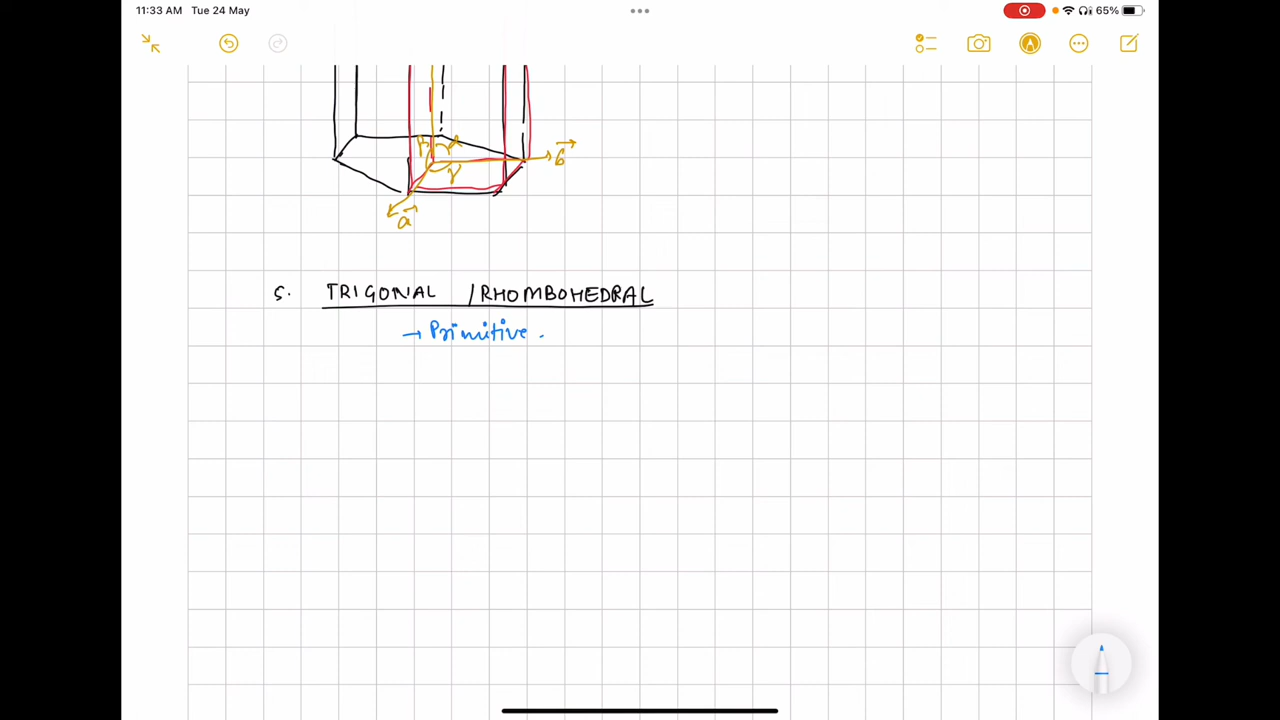 11:33 AM Tue 24 May
65%
β α
γ
b
a
5. TRIGONAL / RHOMBOHEDRAL
→ Primitive.